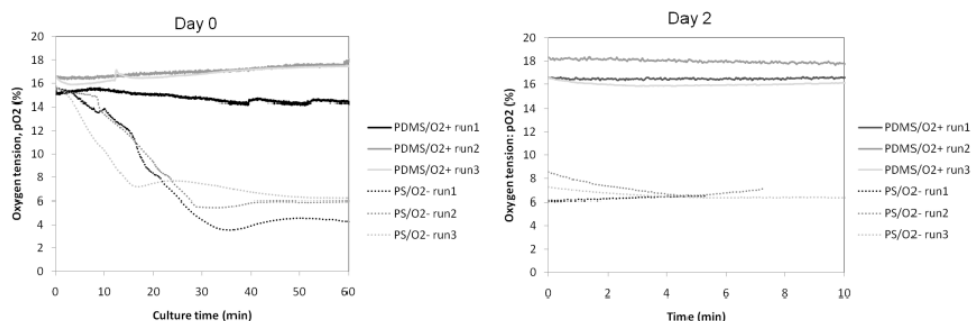 Day 0
20
18
16
14
12
10
8
6
4
2
0
Oxygen tension, pO2 (%)
0 10 20 30 40 50 60
Culture time (min)
PDMS/O2+ run1
PDMS/O2+ run2
PDMS/O2+ run3
PS/O2- run1
PS/O2- run2
PS/O2- run3
Day 2
20
18
16
14
12
10
8
6
4
2
0
Oxygen tension: pO2 (%)
0 2 4 6 8 10
Time (min)
PDMS/O2+ run1
PDMS/O2+ run2
PDMS/O2+ run3
PS/O2- run1
PS/O2- run2
PS/O2- run3